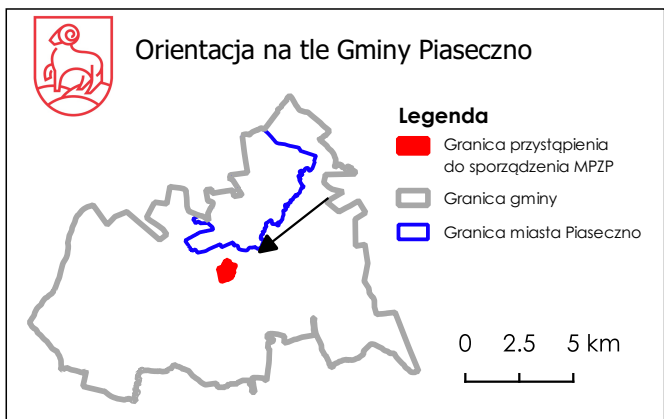 Orientacja na tle Gminy Piaseczno
Legenda
Granica przystąpienia
do sporządzenia MPZP
Granica gminy
Granica miasta Piaseczno
0 2.5 5 km